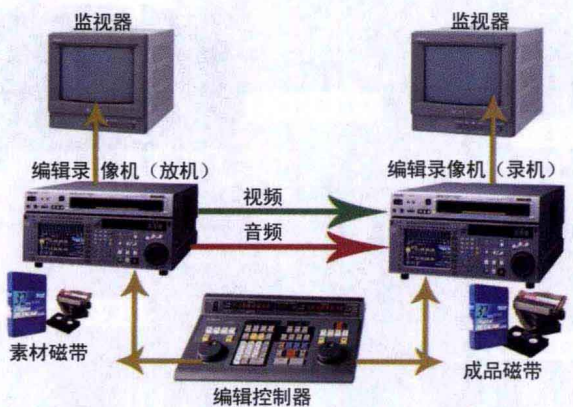 监视器
监视器
编辑录像机（放机）
编辑录像机（录机）
视频
音频
素材磁带
成品磁带
编辑控制器